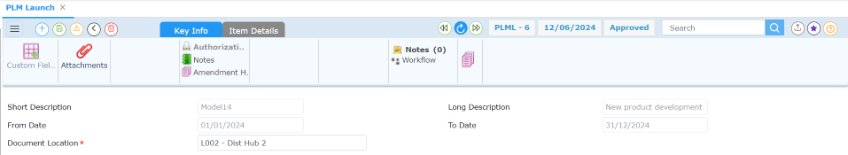 PLM Launch ×
Key Info Item Details PLML - 6 12/06/2024 Approved Search
Custom Fiel.. Attachments Authorizati.. Notes (0)
Notes Workflow
Amendment H.
Short Description Model14 Long Description New product development
From Date 01/01/2024 To Date 31/12/2024
Document Location * L002 - Dist Hub 2